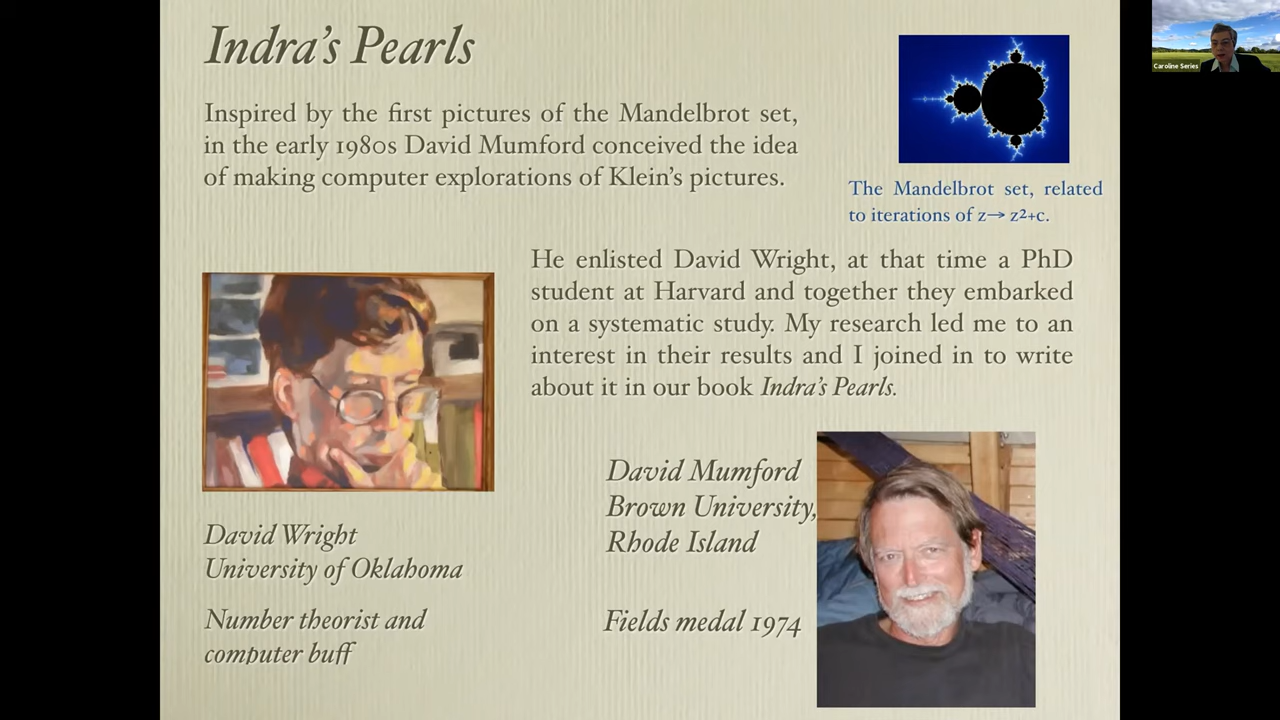 Indra's Pearls
Inspired by the first pictures of the Mandelbrot set,
in the early 1980s David Mumford conceived the idea
of making computer explorations of Klein's pictures.
The Mandelbrot set, related
to iterations of z→ z²+c.
He enlisted David Wright, at that time a PhD
student at Harvard and together they embarked
on a systematic study. My research led me to an
interest in their results and I joined in to write
about it in our book Indra's Pearls.
David Wright
University of Oklahoma
Number theorist and
computer buff
David Mumford
Brown University,
Rhode Island
Fields medal 1974
Caroline Series